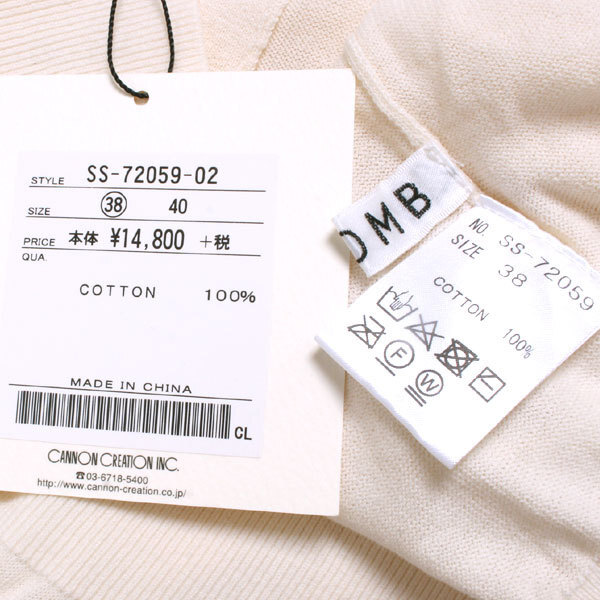 STYLE SS-72059-02
SIZE 38 40
PRICE 本体 ¥14,800 +税
QUA
COTTON 100%
MADE IN CHINA
CL
CANNON CREATION INC.
☎03-6718-5400
http://www.cannon-creation.co.jp/
OMB
NO. SS-72059
SIZE 38
COTTON 100%
F W